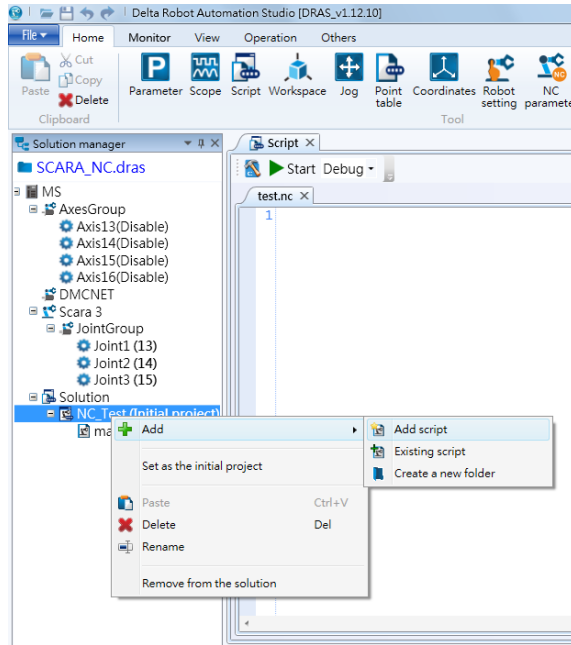 Delta Robot Automation Studio [DRAS_v1.12.10]
File Home Monitor View Operation Others
Cut
Copy
Delete
Paste
Parameter Scope Script Workspace Jog Point table Coordinates Robot setting NC paramete
Clipboard Tool
Solution manager
Script
SCARA_NC.dras
Start Debug
test.nc
1
MS
AxesGroup
Axis13(Disable)
Axis14(Disable)
Axis15(Disable)
Axis16(Disable)
DMCNET
Scara 3
JointGroup
Joint1 (13)
Joint2 (14)
Joint3 (15)
Solution
NC_Test (Initial project)
ma
Add
Add script
Existing script
Create a new folder
Set as the initial project
Paste Ctrl+V
Delete Del
Rename
Remove from the solution